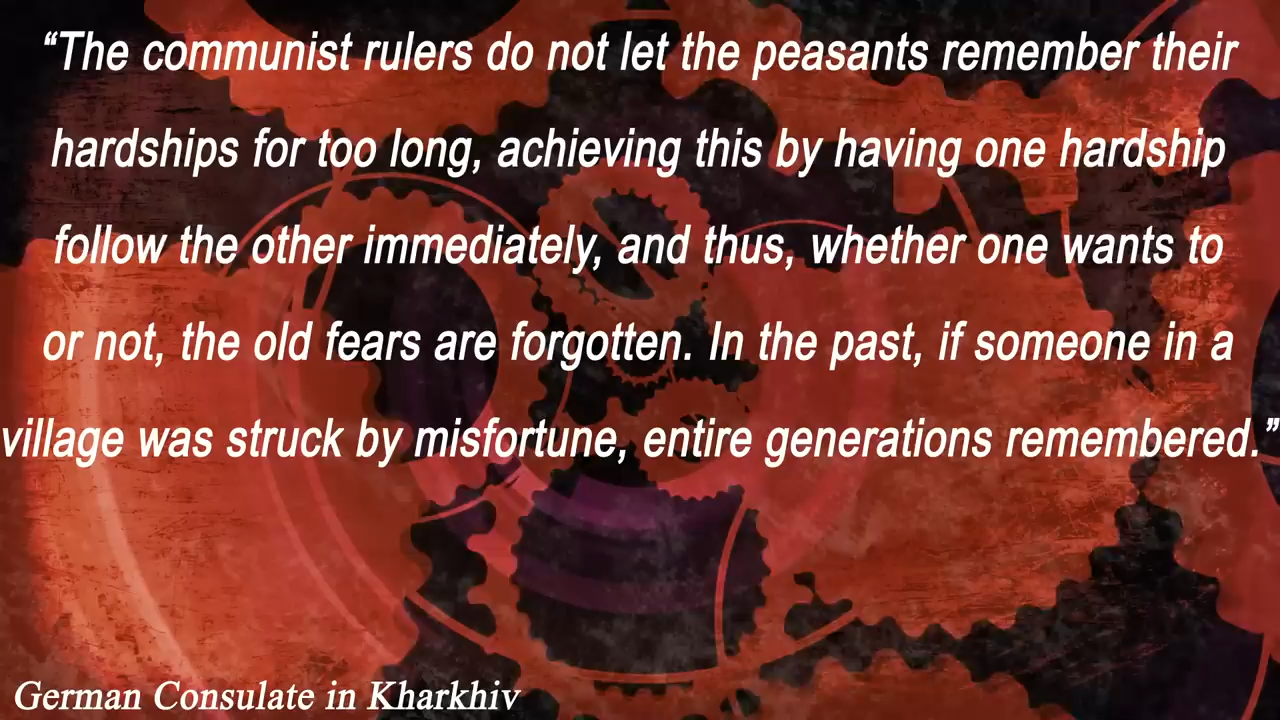 “The communist rulers do not let the peasants remember their
hardships for too long, achieving this by having one hardship
follow the other immediately, and thus, whether one wants to
or not, the old fears are forgotten. In the past, if someone in a
village was struck by misfortune, entire generations remembered.”
German Consulate in Kharkhiv